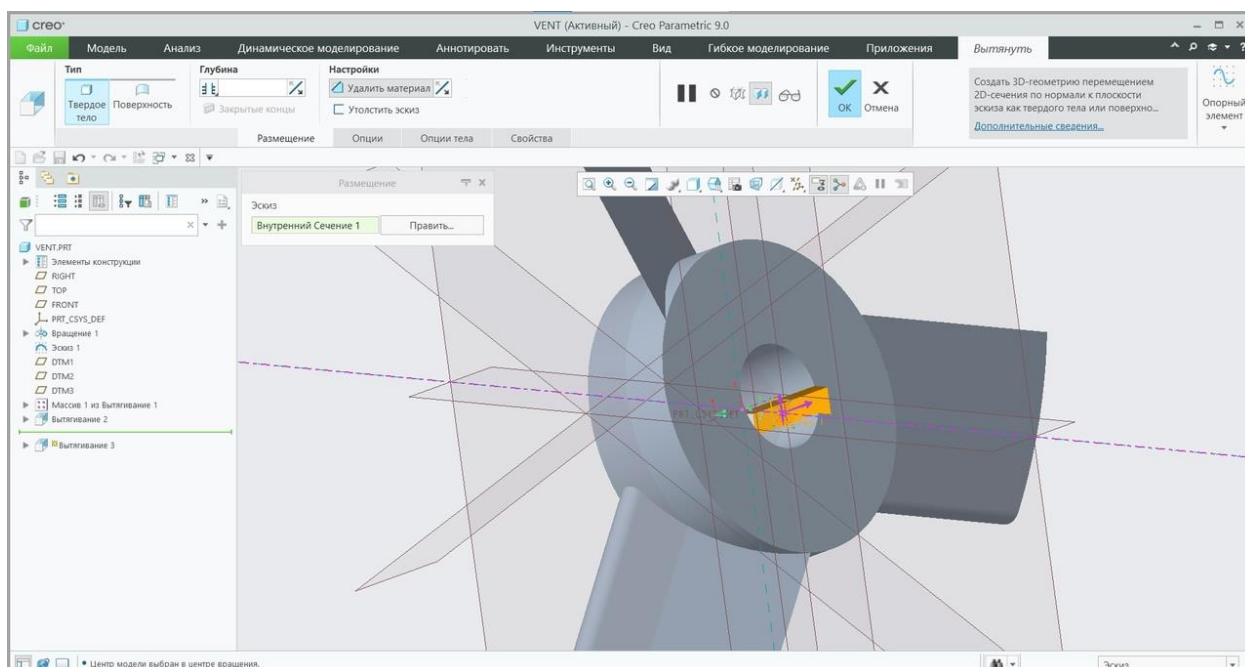 creo
VENT (Активный) - Creo Parametric 9.0
Файл Модель Анализ Динамическое моделирование Аннотировать Инструменты Вид Гибкое моделирование Приложения Вытянуть
Тип Глубина Настройки
Твердое тело Поверхность
Закрытые концы
Удалить материал
Утолстить эскиз
OK Отмена
Создать 3D-геометрию перемещением
2D-сечения по нормали к плоскости
эскиза как твердого тела или поверхно...
Дополнительные сведения...
Опорный
элемент
Размещение Опции Опции тела Свойства
Размещение
Эскиз
Внутренний Сечение 1 Править...
VENT.PRT
Элементы конструкции
RIGHT
TOP
FRONT
PRT_CSYS_DEF
Вращение 1
Эскиз 1
DTM1
DTM2
DTM3
Массив 1 из Вытягивание 1
Вытягивание 2
Вытягивание 3
PRT_CSYS_DEF
• Центр модели выбран в центре вращения.
Эскиз